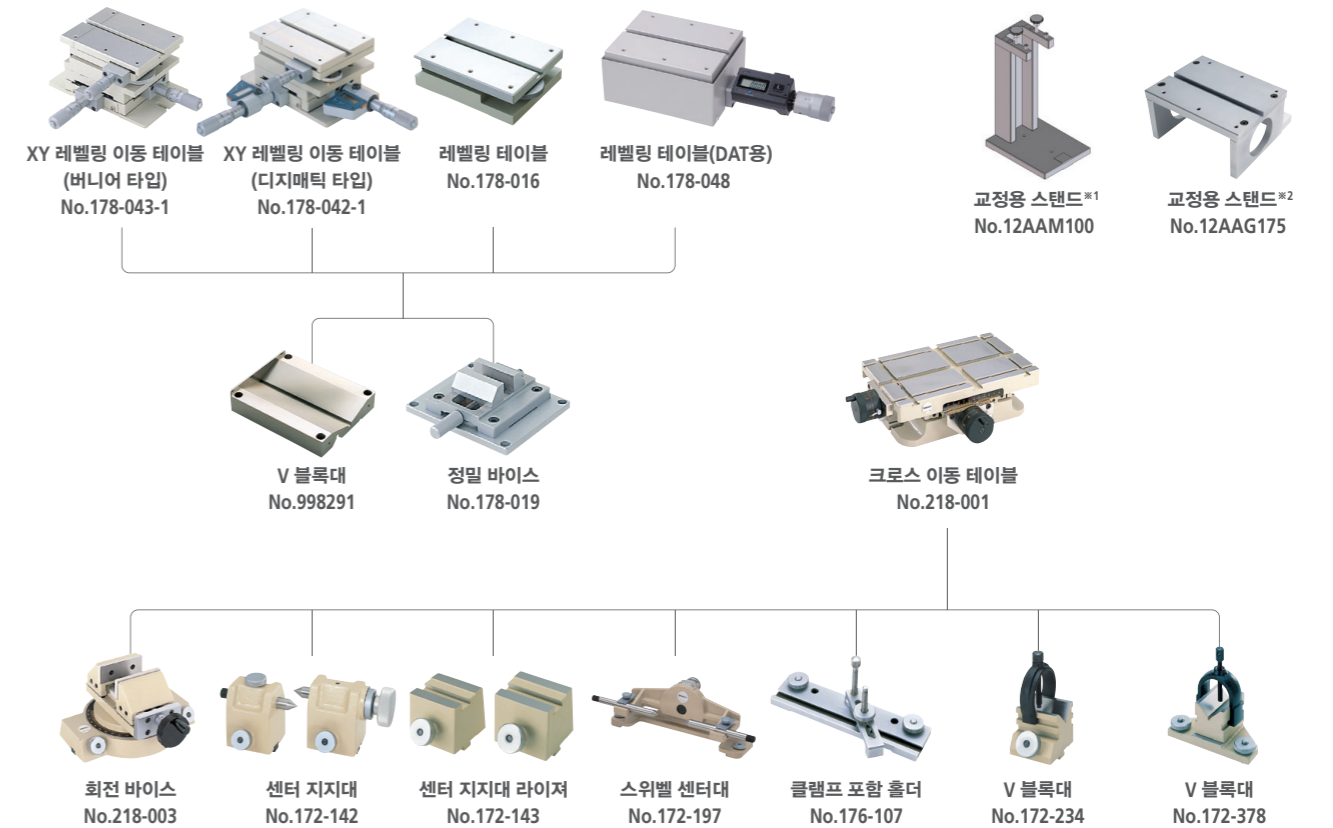 XY 레벨링 이동 테이블
(버니어 타입)
No.178-043-1
XY 레벨링 이동 테이블
(디지매틱 타입)
No.178-042-1
레벨링 테이블
No.178-016
레벨링 테이블(DAT용)
No.178-048
교정용 스탠드※1
No.12AAM100
교정용 스탠드※2
No.12AAG175
V 블록대
No.998291
정밀 바이스
No.178-019
크로스 이동 테이블
No.218-001
회전 바이스
No.218-003
센터 지지대
No.172-142
센터 지지대 라이져
No.172-143
스위벨 센터대
No.172-197
클램프 포함 홀더
No.176-107
V 블록대
No.172-234
V 블록대
No.172-378